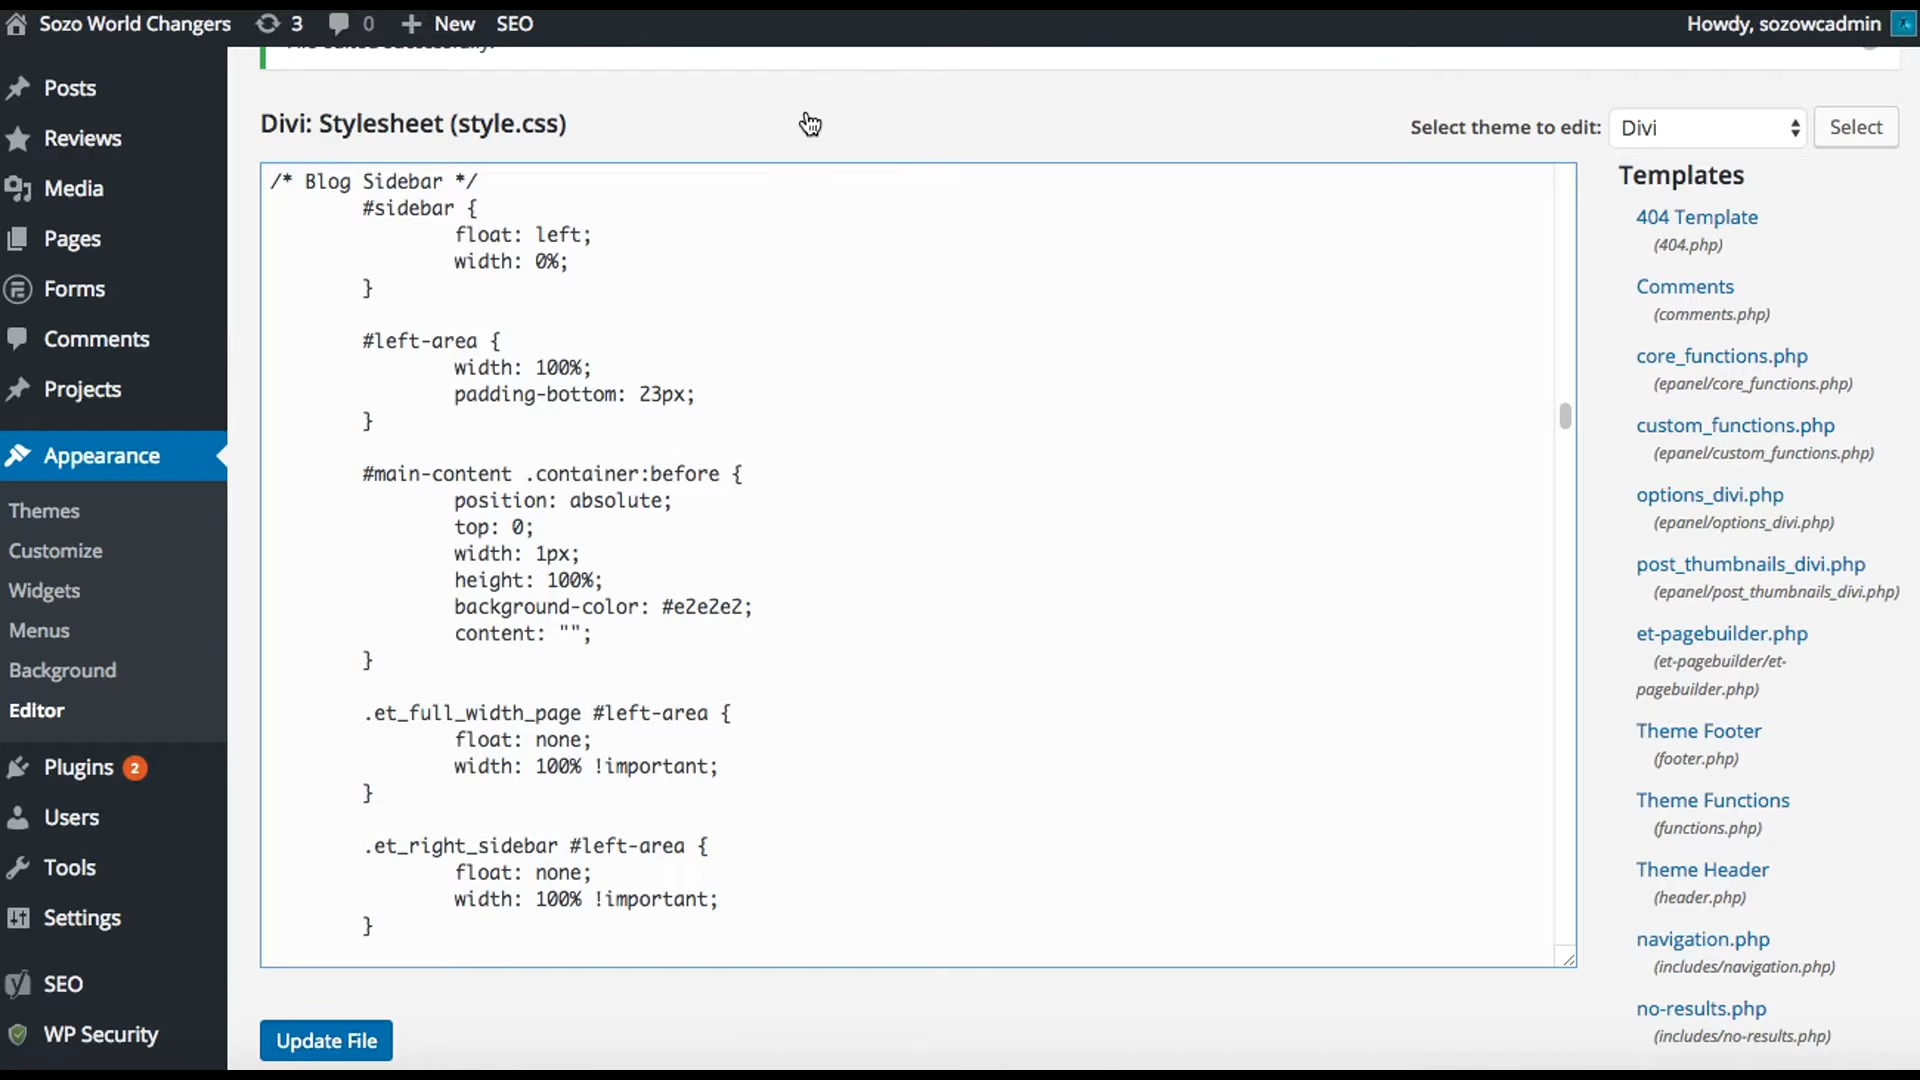 Sozo World Changers 3 0 + New SEO Howdy, sozowcadmin
Posts
Reviews
Media
Pages
Forms
Comments
Projects
Appearance
Themes
Customize
Widgets
Menus
Background
Editor
Plugins 2
Users
Tools
Settings
SEO
WP Security
Divi: Stylesheet (style.css)
Select theme to edit: Divi Select
/* Blog Sidebar */
#sidebar {
float: left;
width: 0%;
}
#left-area {
width: 100%;
padding-bottom: 23px;
}
#main-content .container:before {
position: absolute;
top: 0;
width: 1px;
height: 100%;
background-color: #e2e2e2;
content: "";
}
.et_full_width_page #left-area {
float: none;
width: 100% !important;
}
.et_right_sidebar #left-area {
float: none;
width: 100% !important;
}
Update File
Templates
404 Template
(404.php)
Comments
(comments.php)
core_functions.php
(epanel/core_functions.php)
custom_functions.php
(epanel/custom_functions.php)
options_divi.php
(epanel/options_divi.php)
post_thumbnails_divi.php
(epanel/post_thumbnails_divi.php)
et-pagebuilder.php
(et-pagebuilder/et-
pagebuilder.php)
Theme Footer
(footer.php)
Theme Functions
(functions.php)
Theme Header
(header.php)
navigation.php
(includes/navigation.php)
no-results.php
(includes/no-results.php)